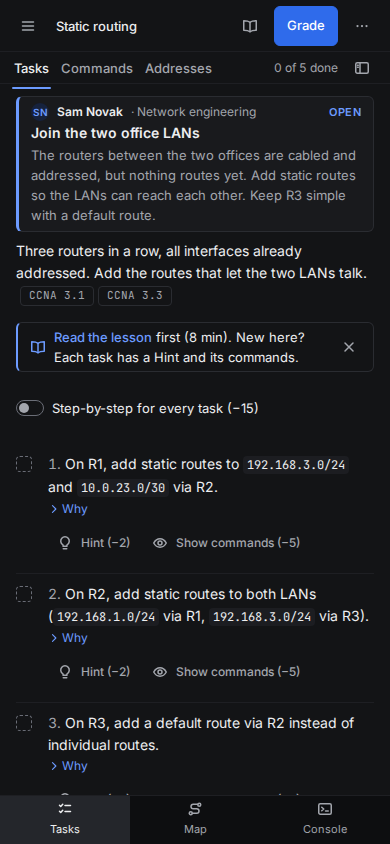 Static routing
Grade
Tasks Commands Addresses 0 of 5 done
SN Sam Novak · Network engineering OPEN
Join the two office LANs
The routers between the two offices are cabled and
addressed, but nothing routes yet. Add static routes
so the LANs can reach each other. Keep R3 simple
with a default route.
Three routers in a row, all interfaces already
addressed. Add the routes that let the two LANs talk.
CCNA 3.1 CCNA 3.3
Read the lesson first (8 min). New here?
Each task has a Hint and its commands.
Step-by-step for every task (−15)
1. On R1, add static routes to 192.168.3.0/24
and 10.0.23.0/30 via R2.
Why
Hint (−2) Show commands (−5)
2. On R2, add static routes to both LANs
(192.168.1.0/24 via R1, 192.168.3.0/24 via R3).
Why
Hint (−2) Show commands (−5)
3. On R3, add a default route via R2 instead of
individual routes.
Why
Tasks Map Console